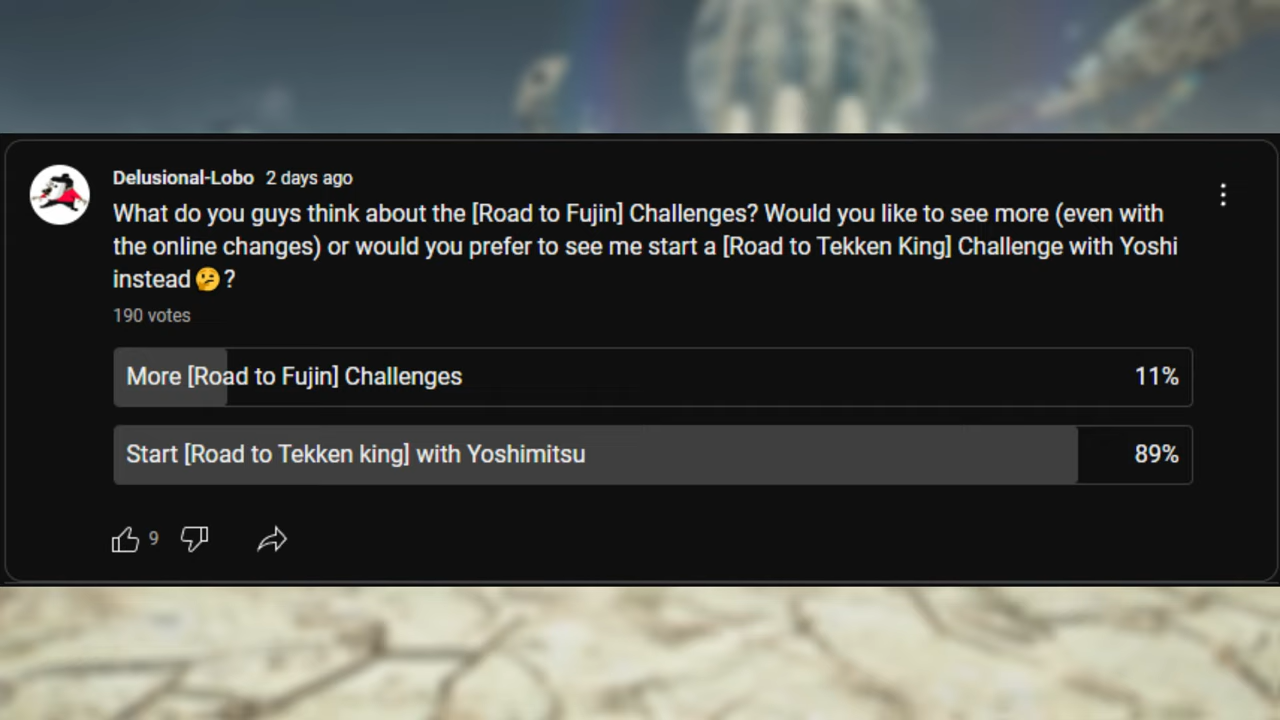 Delusional-Lobo 2 days ago
What do you guys think about the [Road to Fujin] Challenges? Would you like to see more (even with
the online changes) or would you prefer to see me start a [Road to Tekken King] Challenge with Yoshi
instead🤔?
190 votes
More [Road to Fujin] Challenges 11%
Start [Road to Tekken king] with Yoshimitsu 89%
9